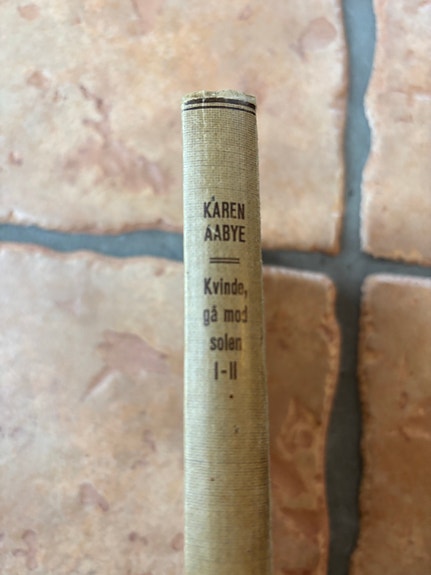 KAREN
AABYE
Kvinde,
gå mod
solen
I-II